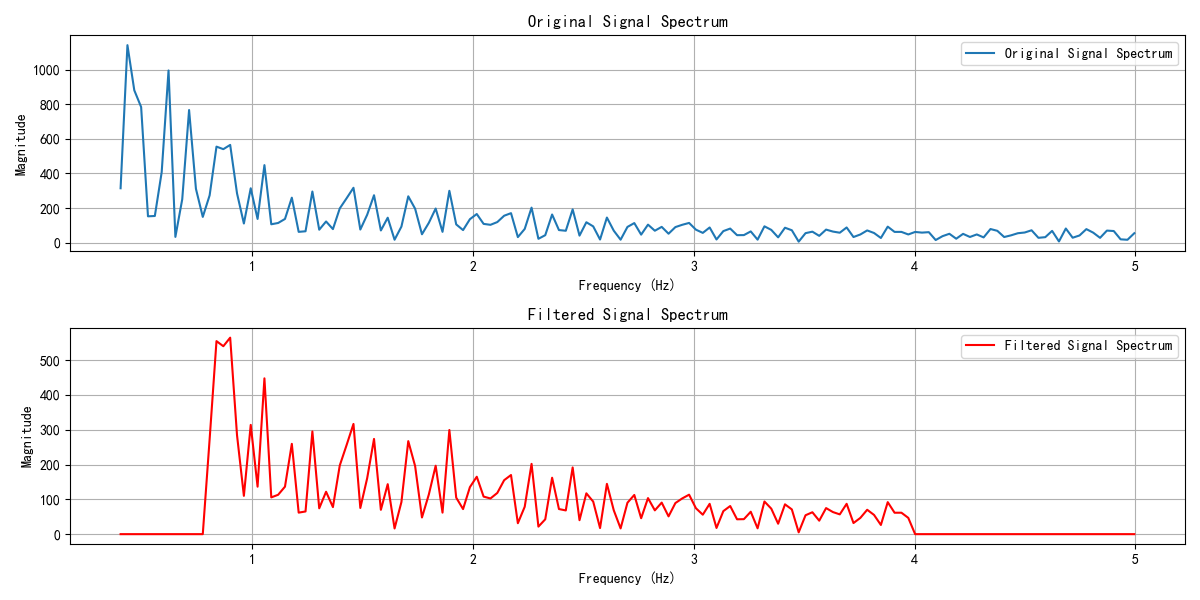 Original Signal Spectrum
Original Signal Spectrum
Magnitude
1000
800
600
400
200
0
1
2
3
4
5
Frequency (Hz)
Filtered Signal Spectrum
Filtered Signal Spectrum
Magnitude
500
400
300
200
100
0
1
2
3
4
5
Frequency (Hz)